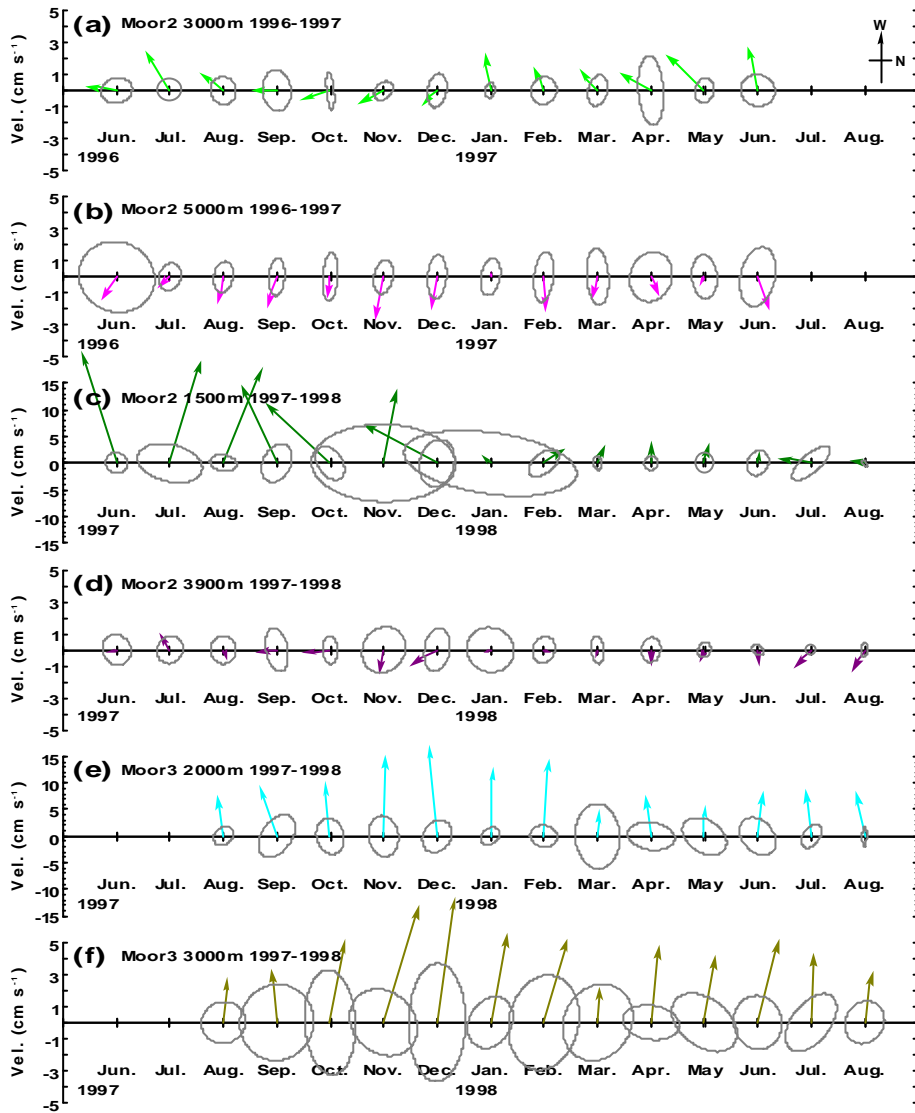 (a) Moor2 3000m 1996-1997
W
N
Vel. (cm s⁻¹)
5
3
1
0
-1
-3
-5
Jun. Jul. Aug. Sep. Oct. Nov. Dec. Jan. Feb. Mar. Apr. May Jun. Jul. Aug.
1996 1997
(b) Moor2 5000m 1996-1997
Vel. (cm s⁻¹)
5
3
1
0
-1
-3
-5
Jun. Jul. Aug. Sep. Oct. Nov. Dec. Jan. Feb. Mar. Apr. May Jun. Jul. Aug.
1996 1997
(c) Moor2 1500m 1997-1998
Vel. (cm s⁻¹)
15
10
5
0
-5
-10
-15
Jun. Jul. Aug. Sep. Oct. Nov. Dec. Jan. Feb. Mar. Apr. May Jun. Jul. Aug.
1997 1998
(d) Moor2 3900m 1997-1998
Vel. (cm s⁻¹)
5
3
1
0
-1
-3
-5
Jun. Jul. Aug. Sep. Oct. Nov. Dec. Jan. Feb. Mar. Apr. May Jun. Jul. Aug.
1997 1998
(e) Moor3 2000m 1997-1998
Vel. (cm s⁻¹)
15
10
5
0
-5
-10
-15
Jun. Jul. Aug. Sep. Oct. Nov. Dec. Jan. Feb. Mar. Apr. May Jun. Jul. Aug.
1997 1998
(f) Moor3 3000m 1997-1998
Vel. (cm s⁻¹)
5
3
1
0
-1
-3
-5
Jun. Jul. Aug. Sep. Oct. Nov. Dec. Jan. Feb. Mar. Apr. May Jun. Jul. Aug.
1997 1998